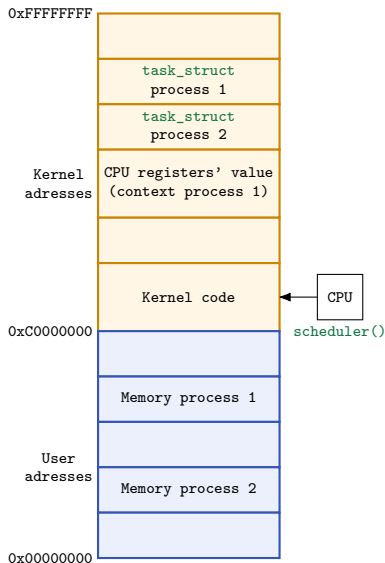 0xFFFFFFFF
task_struct
process 1
task_struct
process 2
Kernel
adresses
CPU registers' value
(context process 1)
Kernel code
CPU
0xC0000000
scheduler()
Memory process 1
User
adresses
Memory process 2
0x00000000